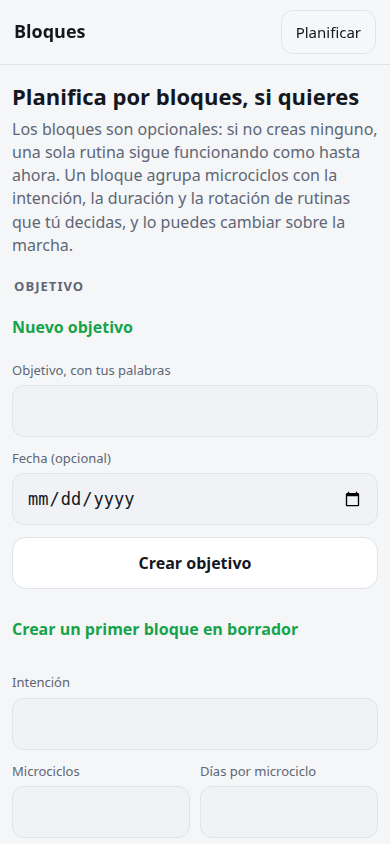 Bloques
Planificar
Planifica por bloques, si quieres
Los bloques son opcionales: si no creas ninguno,
una sola rutina sigue funcionando como hasta
ahora. Un bloque agrupa microciclos con la
intención, la duración y la rotación de rutinas
que tú decidas, y lo puedes cambiar sobre la
marcha.
OBJETIVO
Nuevo objetivo
Objetivo, con tus palabras
Fecha (opcional)
mm/dd/yyyy
Crear objetivo
Crear un primer bloque en borrador
Intención
Microciclos
Días por microciclo